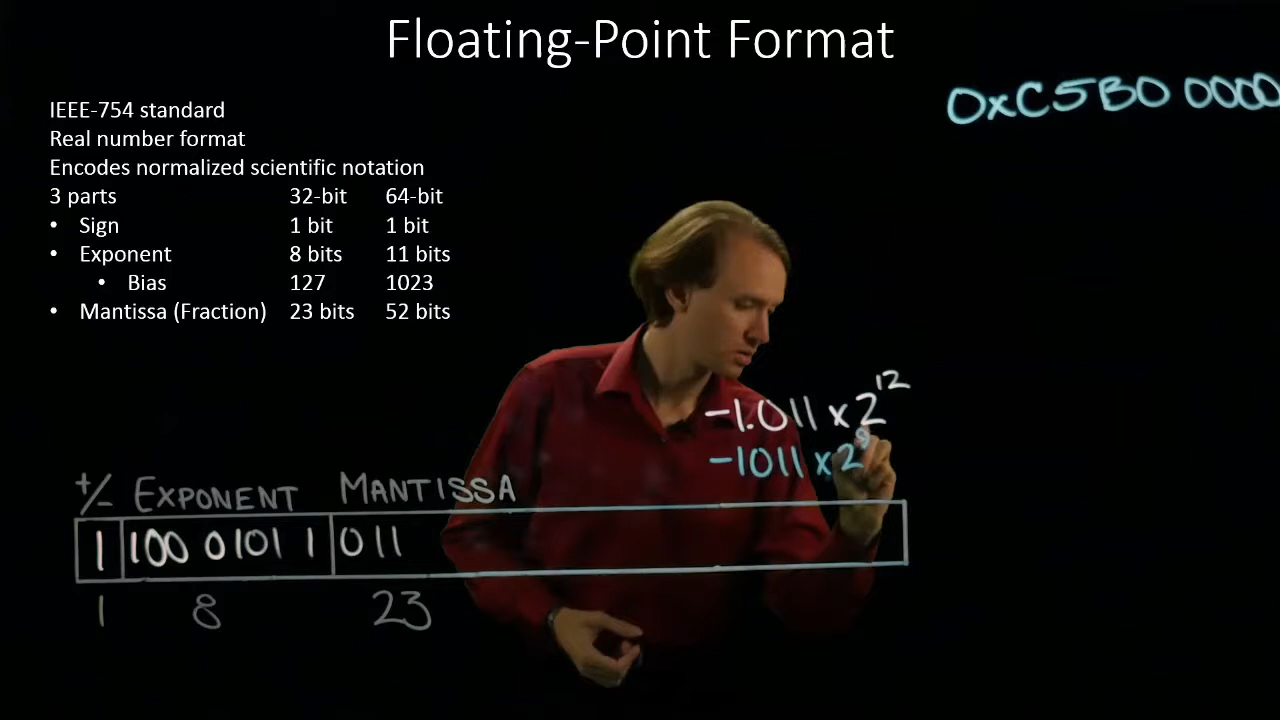 Floating-Point Format
0xC5B0 0000
IEEE-754 standard
Real number format
Encodes normalized scientific notation
3 parts 32-bit 64-bit
• Sign 1 bit 1 bit
• Exponent 8 bits 11 bits
• Bias 127 1023
• Mantissa (Fraction) 23 bits 52 bits
-1.011 x 2^12
-1011 x 2
+/- EXPONENT MANTISSA
1 100 0101 1 011
1 8 23